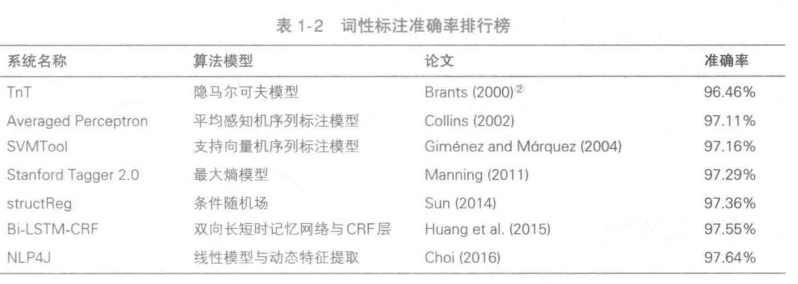 表 1-2 词性标注准确率排行榜
系统名称 算法模型 论文 准确率
TnT 隐马尔可夫模型 Brants (2000)② 96.46%
Averaged Perceptron 平均感知机序列标注模型 Collins (2002) 97.11%
SVMTool 支持向量机序列标注模型 Giménez and Márquez (2004) 97.16%
Stanford Tagger 2.0 最大熵模型 Manning (2011) 97.29%
structReg 条件随机场 Sun (2014) 97.36%
Bi-LSTM-CRF 双向长短时记忆网络与CRF层 Huang et al. (2015) 97.55%
NLP4J 线性模型与动态特征提取 Choi (2016) 97.64%